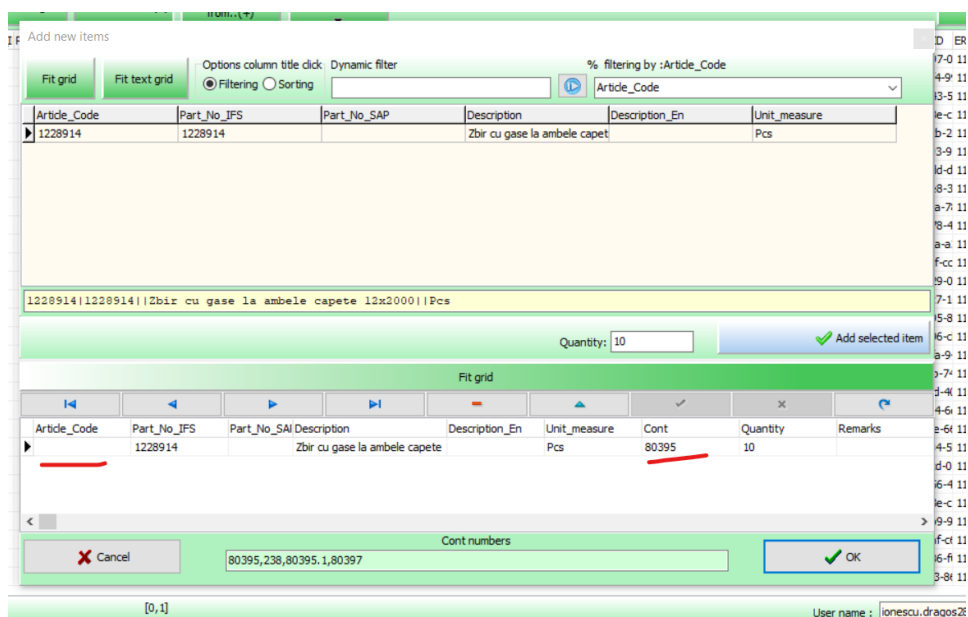 from..(+)
Add new items
Fit grid
Fit text grid
Options column title click
Filtering Sorting
Dynamic filter
% filtering by :Article_Code
Article_Code
Article_Code Part_No_IFS Part_No_SAP Description Description_En Unit_measure
1228914 1228914 Zbir cu gase la ambele capet Pcs
1228914|1228914||Zbir cu gase la ambele capete 12x2000||Pcs
Quantity: 10
Add selected item
Fit grid
Article_Code Part_No_IFS Part_No_SAI Description Description_En Unit_measure Cont Quantity Remarks
1228914 Zbir cu gase la ambele capete Pcs 80395 10
Cancel
Cont numbers
80395,238,80395.1,80397
OK
[0,1]
User name : ionescu.dragos28